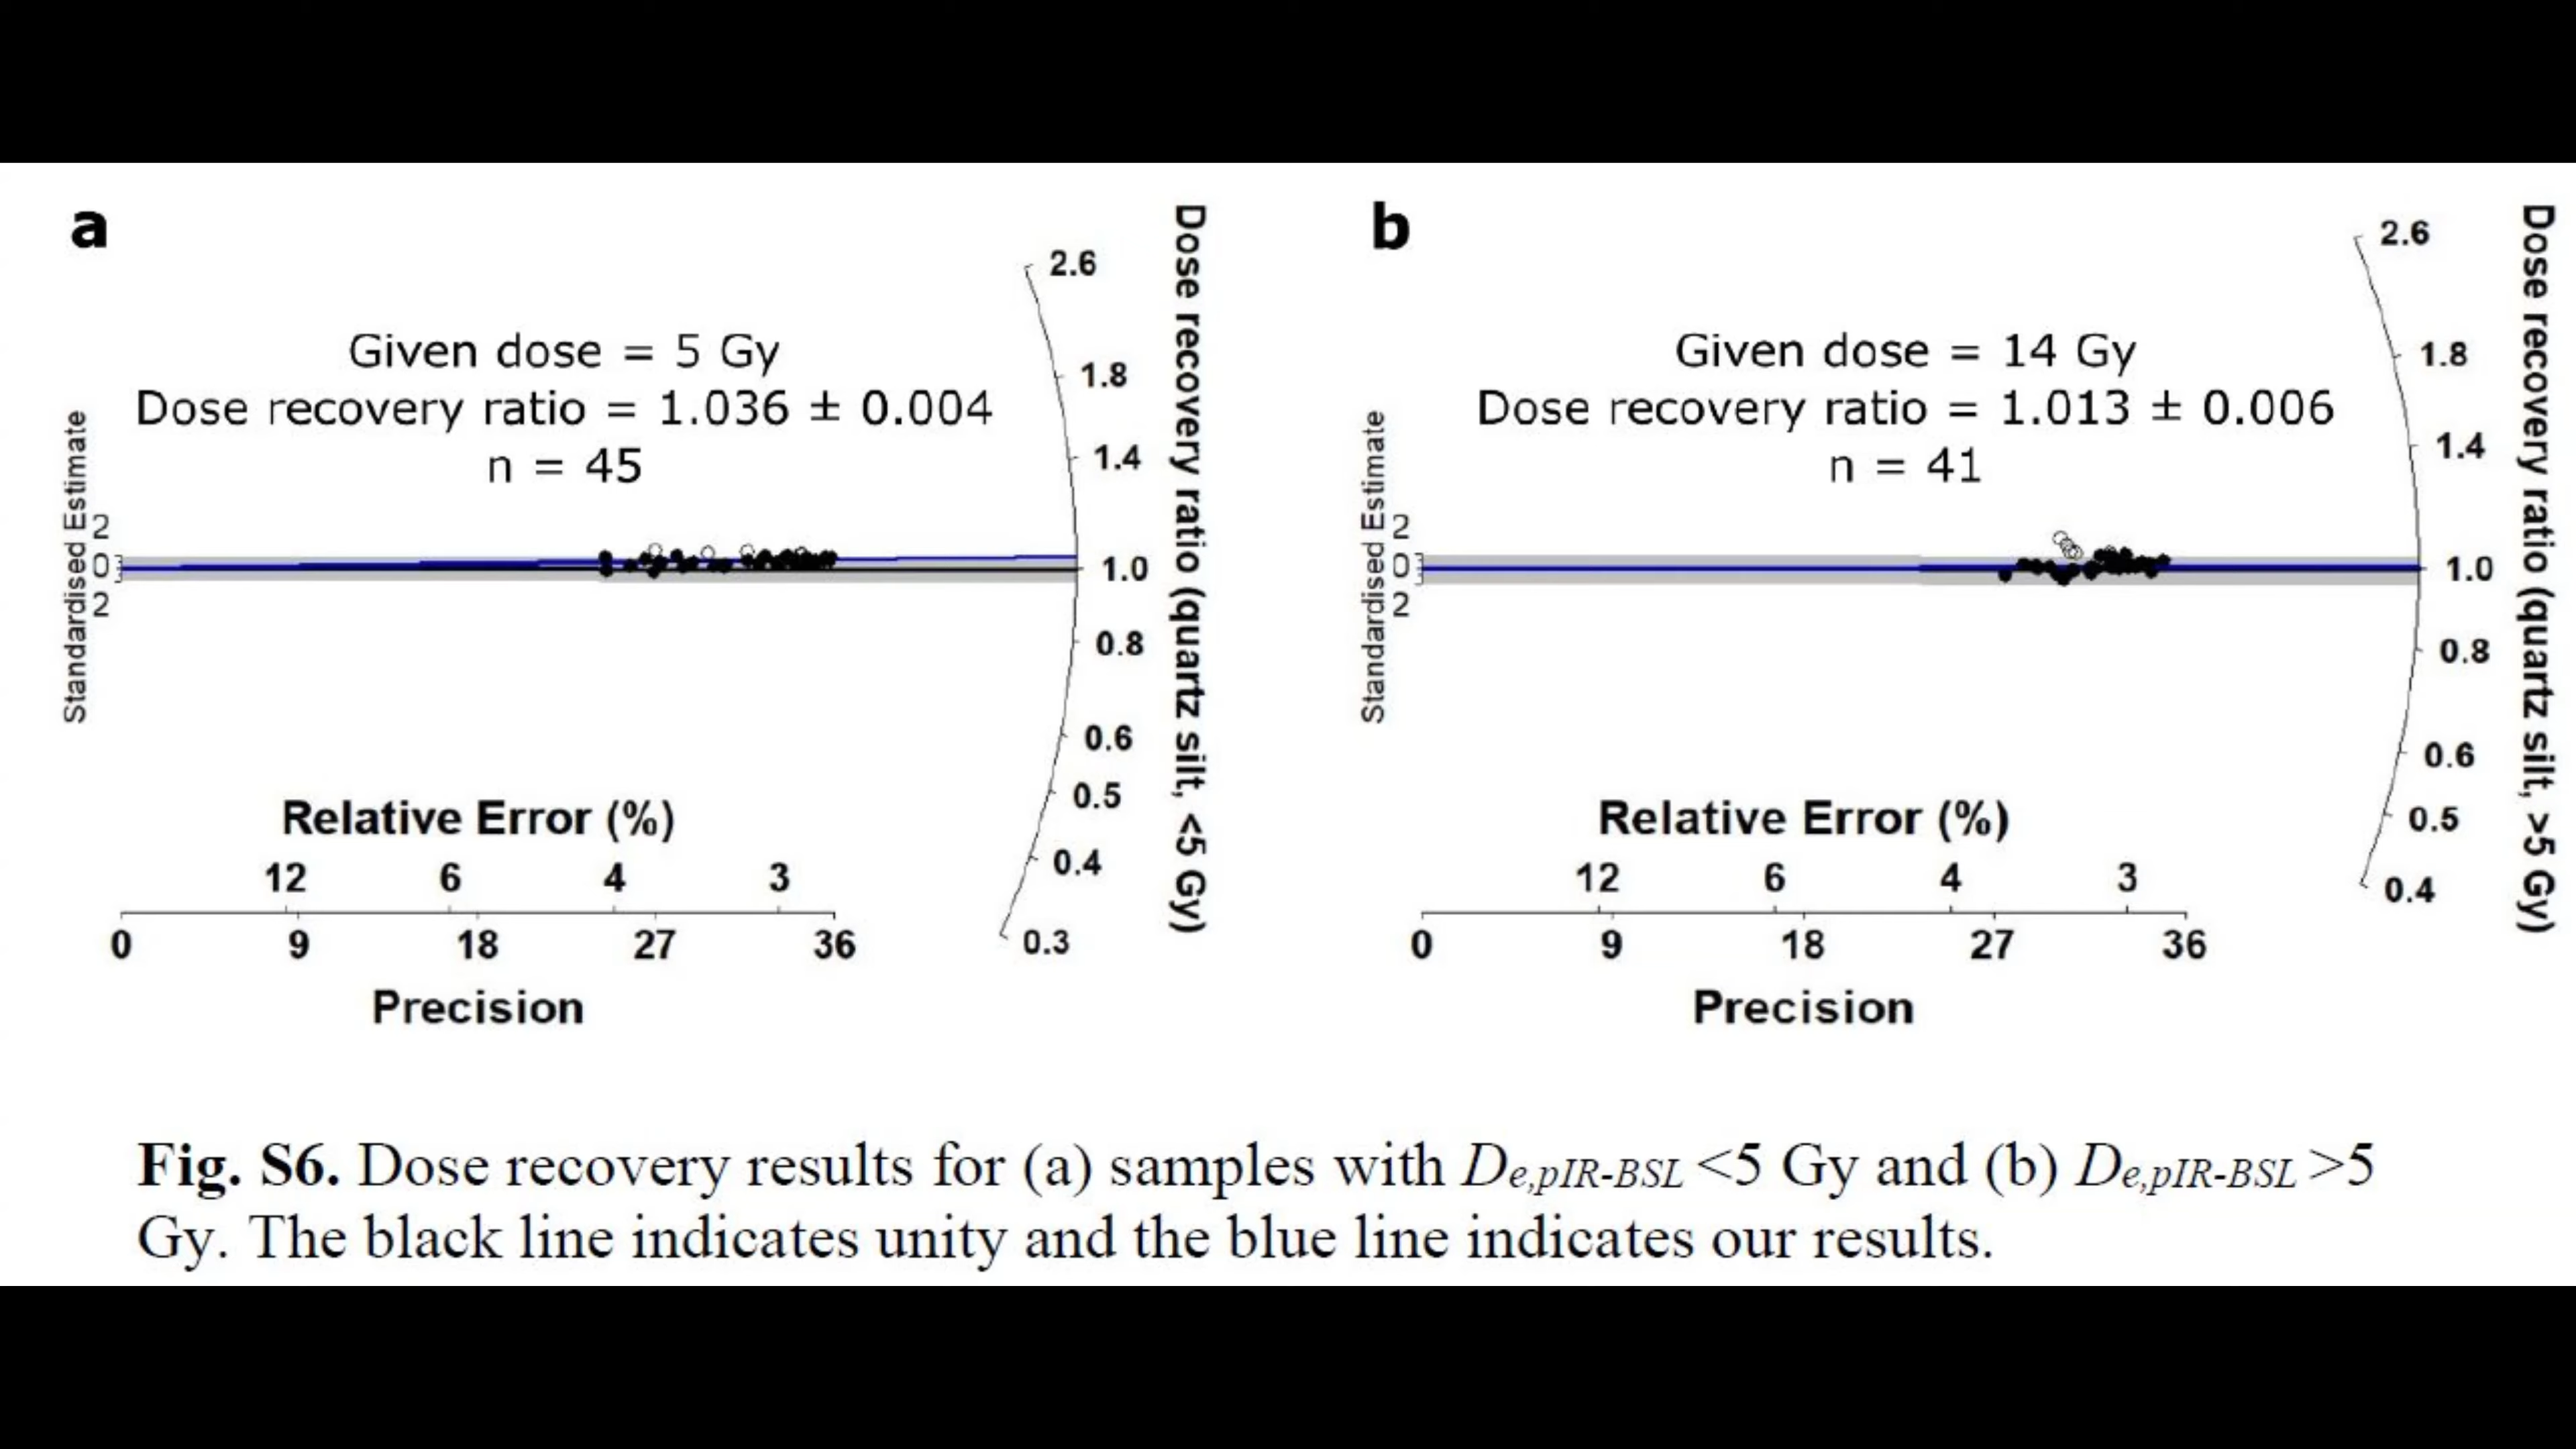 a
Given dose = 5 Gy
Dose recovery ratio = 1.036 ± 0.004
n = 45
Standardised Estimate
2
0
2
2.6
1.8
1.4
1.0
0.8
0.6
0.5
0.4
0.3
Dose recovery ratio (quartz silt, <5 Gy)
Relative Error (%)
12 6 4 3
0 9 18 27 36
Precision
b
Given dose = 14 Gy
Dose recovery ratio = 1.013 ± 0.006
n = 41
Standardised Estimate
2
0
2
2.6
1.8
1.4
1.0
0.8
0.6
0.5
0.4
Dose recovery ratio (quartz silt, >5 Gy)
Relative Error (%)
12 6 4 3
0 9 18 27 36
Precision
Fig. S6. Dose recovery results for (a) samples with De,pIR-BSL <5 Gy and (b) De,pIR-BSL >5
Gy. The black line indicates unity and the blue line indicates our results.